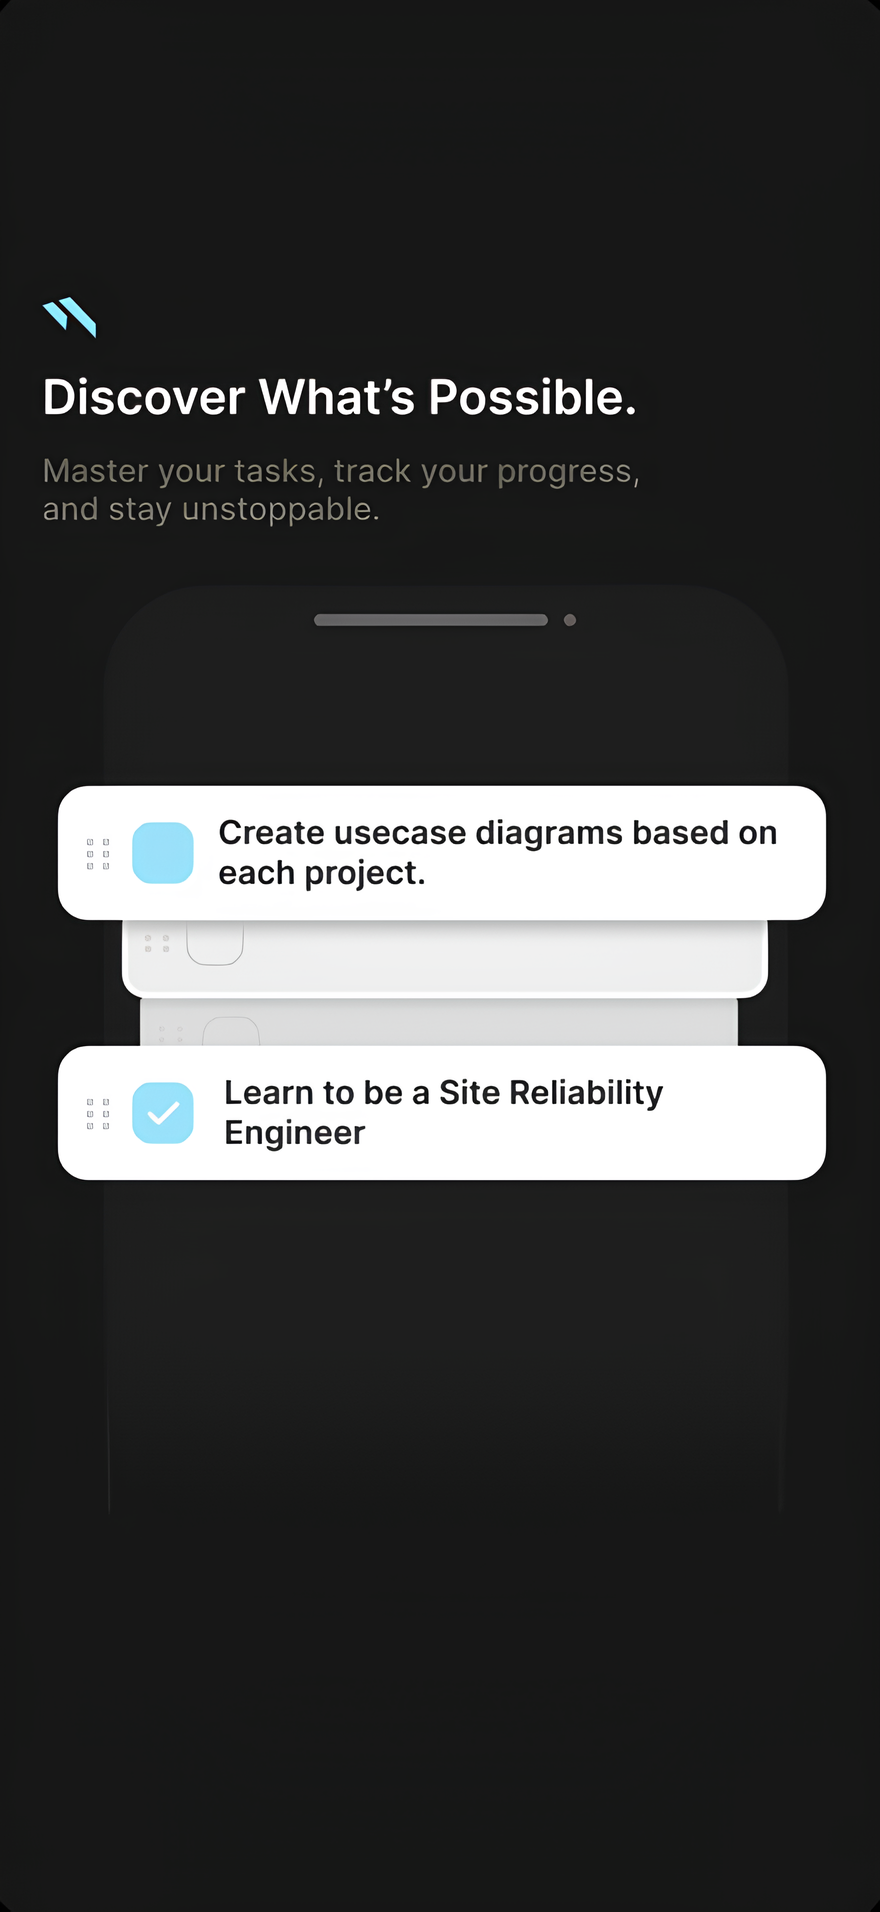 Discover What’s Possible.
Master your tasks, track your progress,
and stay unstoppable.
Create usecase diagrams based on
each project.
Learn to be a Site Reliability
Engineer